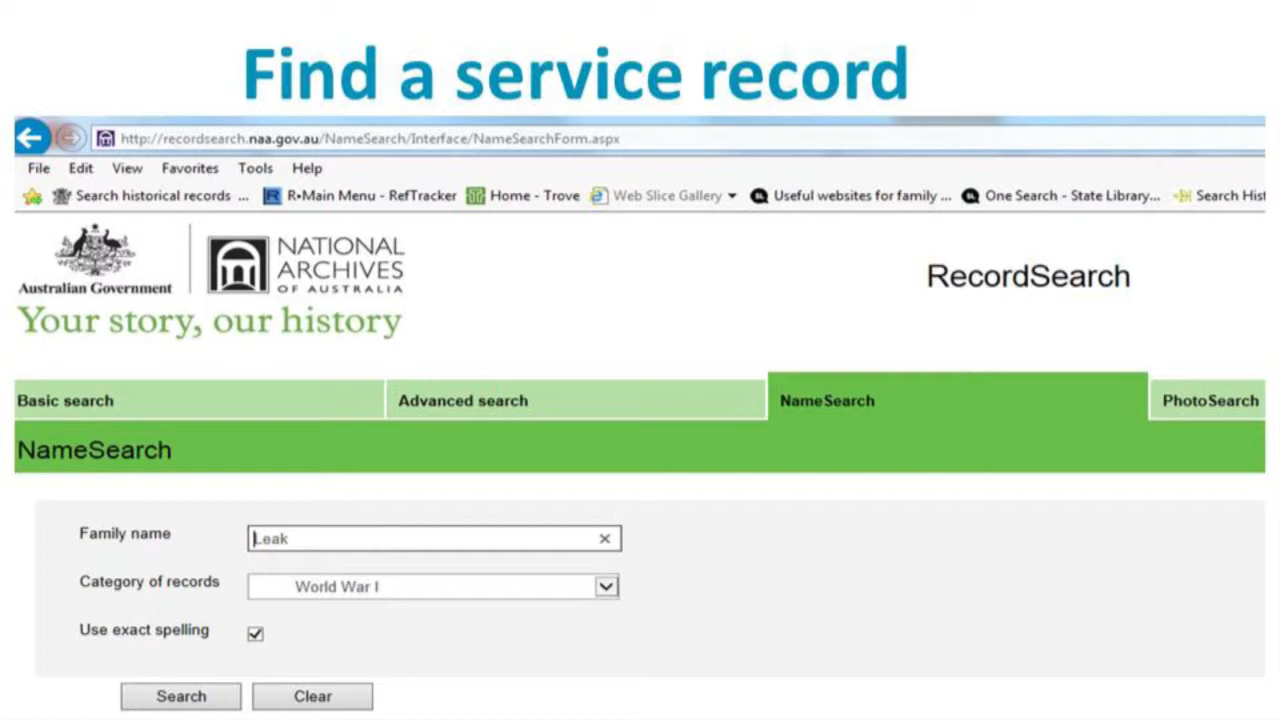 Find a service record
http://recordsearch.naa.gov.au/NameSearch/Interface/NameSearchForm.aspx
File Edit View Favorites Tools Help
Search historical records ... R•Main Menu - RefTracker Home - Trove Web Slice Gallery Useful websites for family ... One Search - State Library... Search Hist
Australian Government
NATIONAL
ARCHIVES
OF AUSTRALIA
RecordSearch
Your story, our history
Basic search Advanced search NameSearch PhotoSearch
NameSearch
Family name Leak
Category of records World War I
Use exact spelling
Search Clear